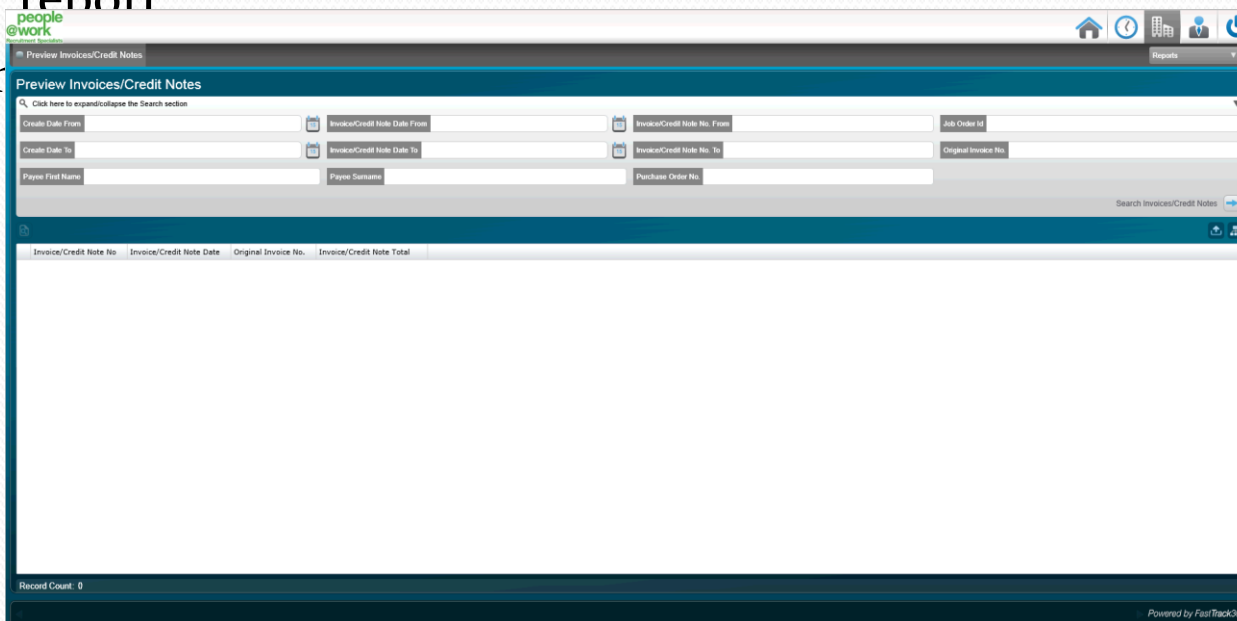 report
people
@work
Recruitment Specialists
Preview Invoices/Credit Notes
Reports
Preview Invoices/Credit Notes
Click here to expand/collapse the Search section
Create Date From Invoice/Credit Note Date From Invoice/Credit Note No. From Job Order Id
Create Date To Invoice/Credit Note Date To Invoice/Credit Note No. To Original Invoice No.
Payee First Name Payee Surname Purchase Order No.
Search Invoices/Credit Notes
Invoice/Credit Note No Invoice/Credit Note Date Original Invoice No. Invoice/Credit Note Total
Record Count: 0
Powered by FastTrack3